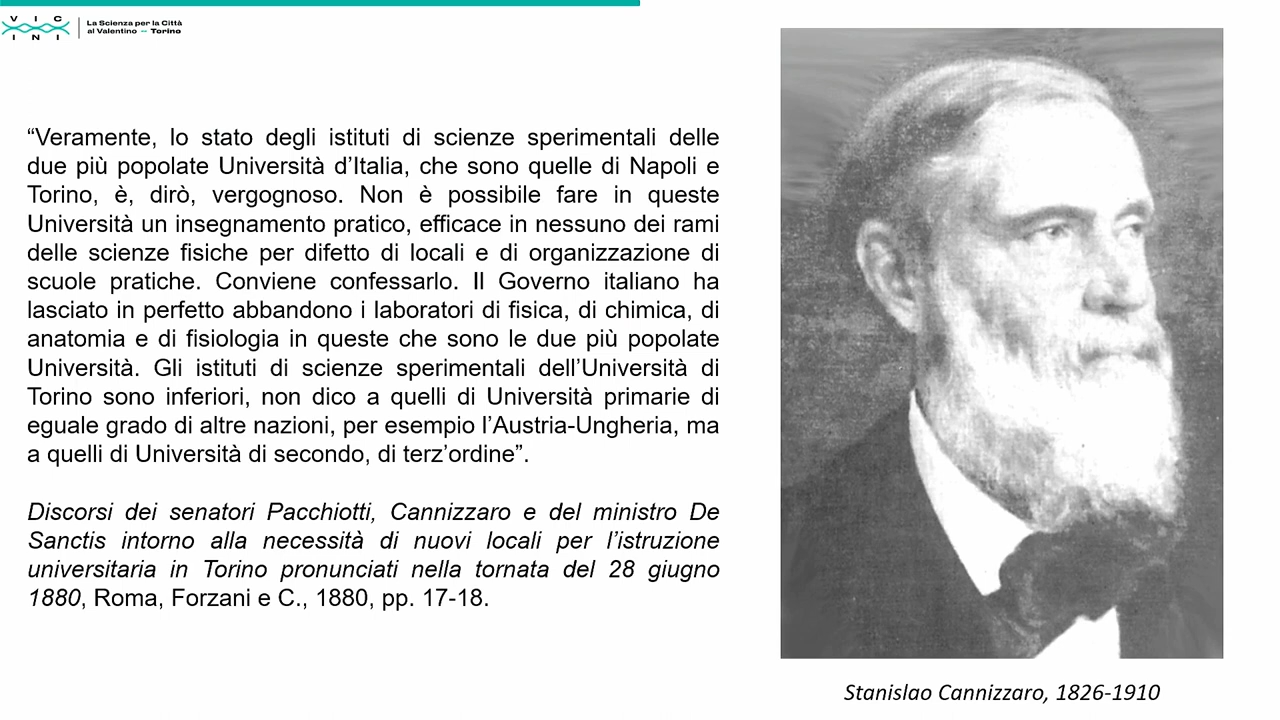 VIC
INI
La Scienza per la Città
al Valentino – Torino
“Veramente, lo stato degli istituti di scienze sperimentali delle
due più popolate Università d’Italia, che sono quelle di Napoli e
Torino, è, dirò, vergognoso. Non è possibile fare in queste
Università un insegnamento pratico, efficace in nessuno dei rami
delle scienze fisiche per difetto di locali e di organizzazione di
scuole pratiche. Conviene confessarlo. Il Governo italiano ha
lasciato in perfetto abbandono i laboratori di fisica, di chimica, di
anatomia e di fisiologia in queste che sono le due più popolate
Università. Gli istituti di scienze sperimentali dell’Università di
Torino sono inferiori, non dico a quelli di Università primarie di
eguale grado di altre nazioni, per esempio l’Austria-Ungheria, ma
a quelli di Università di secondo, di terz’ordine”.
Discorsi dei senatori Pacchiotti, Cannizzaro e del ministro De
Sanctis intorno alla necessità di nuovi locali per l’istruzione
universitaria in Torino pronunciati nella tornata del 28 giugno
1880, Roma, Forzani e C., 1880, pp. 17-18.
Stanislao Cannizzaro, 1826-1910